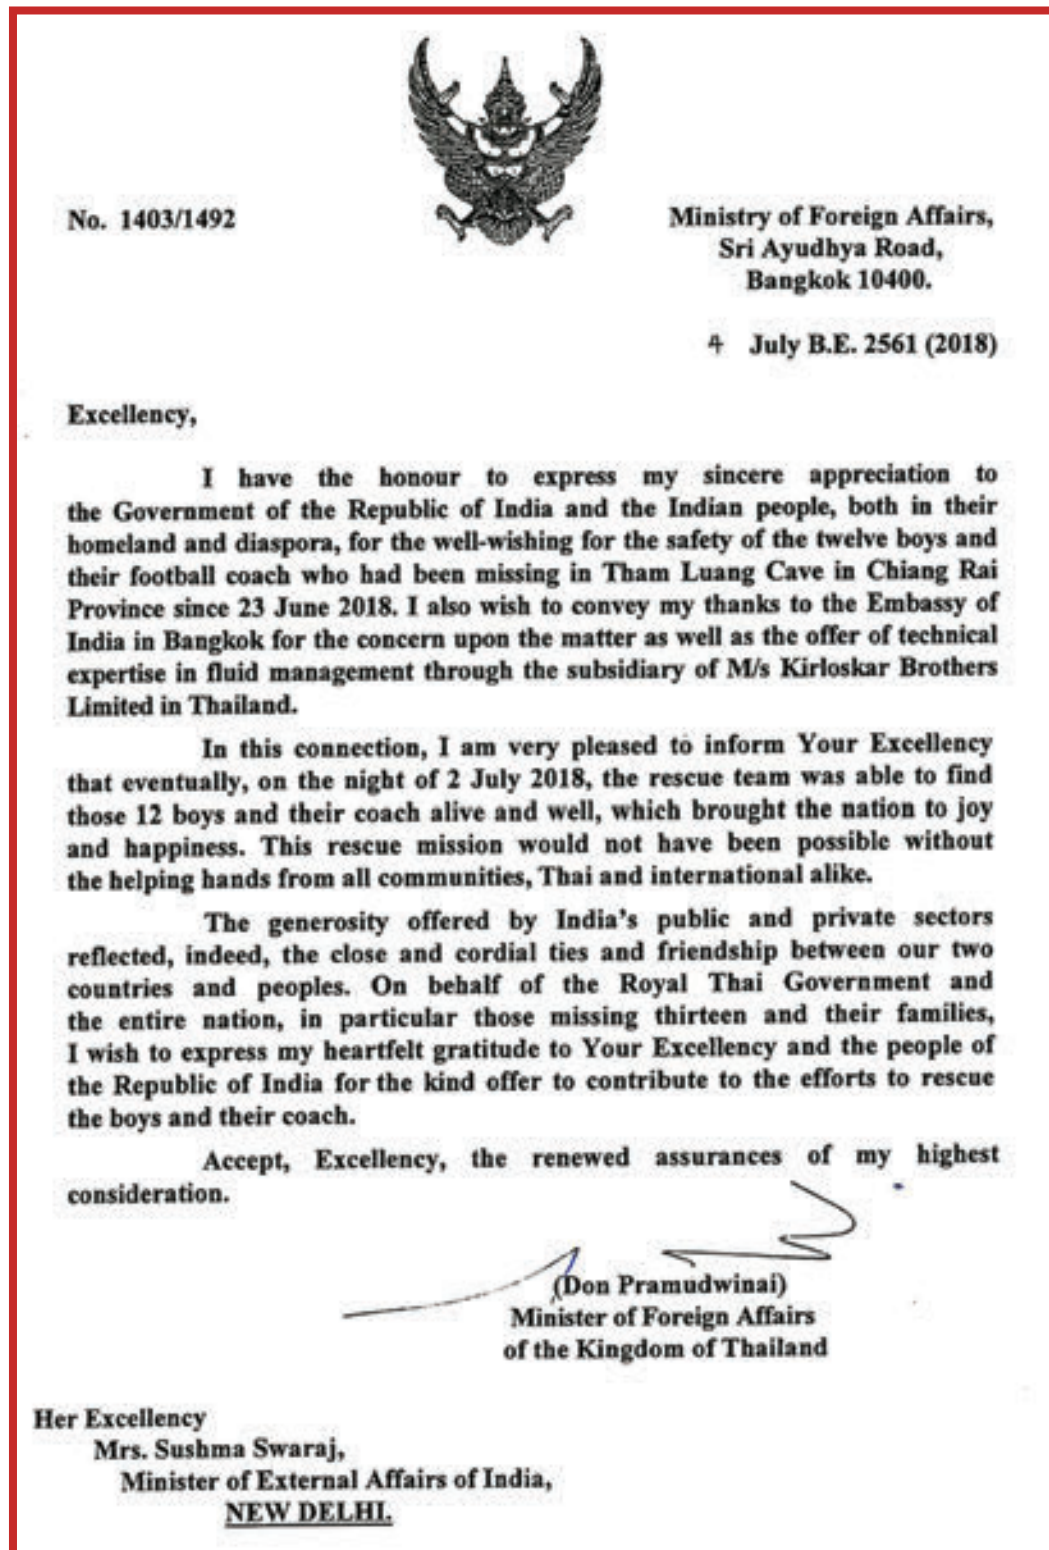 No. 1403/1492
Ministry of Foreign Affairs,
Sri Ayudhya Road,
Bangkok 10400.
4 July B.E. 2561 (2018)
Excellency,
I have the honour to express my sincere appreciation to
the Government of the Republic of India and the Indian people, both in their
homeland and diaspora, for the well-wishing for the safety of the twelve boys and
their football coach who had been missing in Tham Luang Cave in Chiang Rai
Province since 23 June 2018. I also wish to convey my thanks to the Embassy of
India in Bangkok for the concern upon the matter as well as the offer of technical
expertise in fluid management through the subsidiary of M/s Kirloskar Brothers
Limited in Thailand.
In this connection, I am very pleased to inform Your Excellency
that eventually, on the night of 2 July 2018, the rescue team was able to find
those 12 boys and their coach alive and well, which brought the nation to joy
and happiness. This rescue mission would not have been possible without
the helping hands from all communities, Thai and international alike.
The generosity offered by India's public and private sectors
reflected, indeed, the close and cordial ties and friendship between our two
countries and peoples. On behalf of the Royal Thai Government and
the entire nation, in particular those missing thirteen and their families,
I wish to express my heartfelt gratitude to Your Excellency and the people of
the Republic of India for the kind offer to contribute to the efforts to rescue
the boys and their coach.
Accept, Excellency, the renewed assurances of my highest
consideration.
(Don Pramudwinai)
Minister of Foreign Affairs
of the Kingdom of Thailand
Her Excellency
Mrs. Sushma Swaraj,
Minister of External Affairs of India,
NEW DELHI.